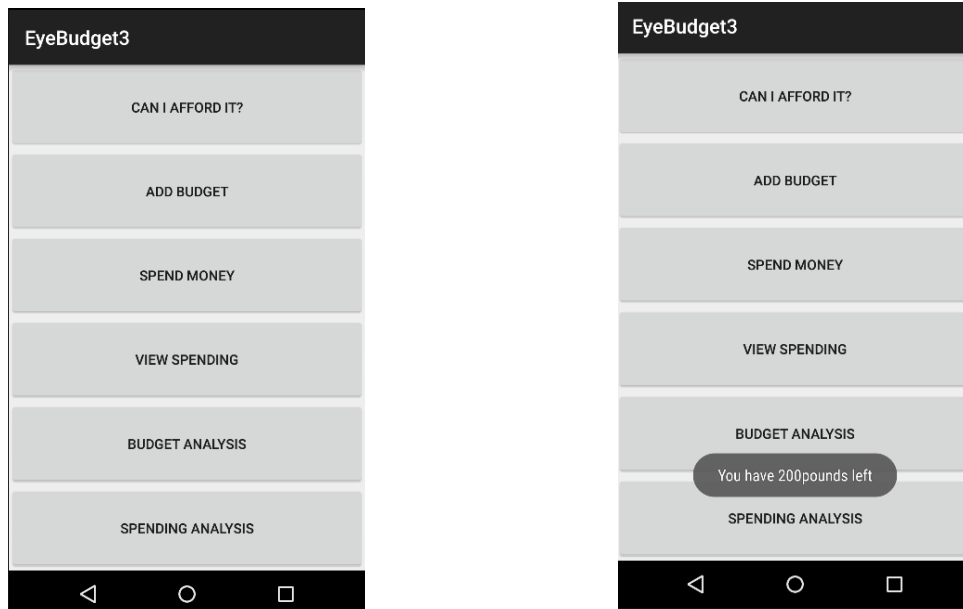 EyeBudget3
CAN I AFFORD IT?
ADD BUDGET
SPEND MONEY
VIEW SPENDING
BUDGET ANALYSIS
SPENDING ANALYSIS
EyeBudget3
CAN I AFFORD IT?
ADD BUDGET
SPEND MONEY
VIEW SPENDING
BUDGET ANALYSIS
You have 200pounds left
SPENDING ANALYSIS